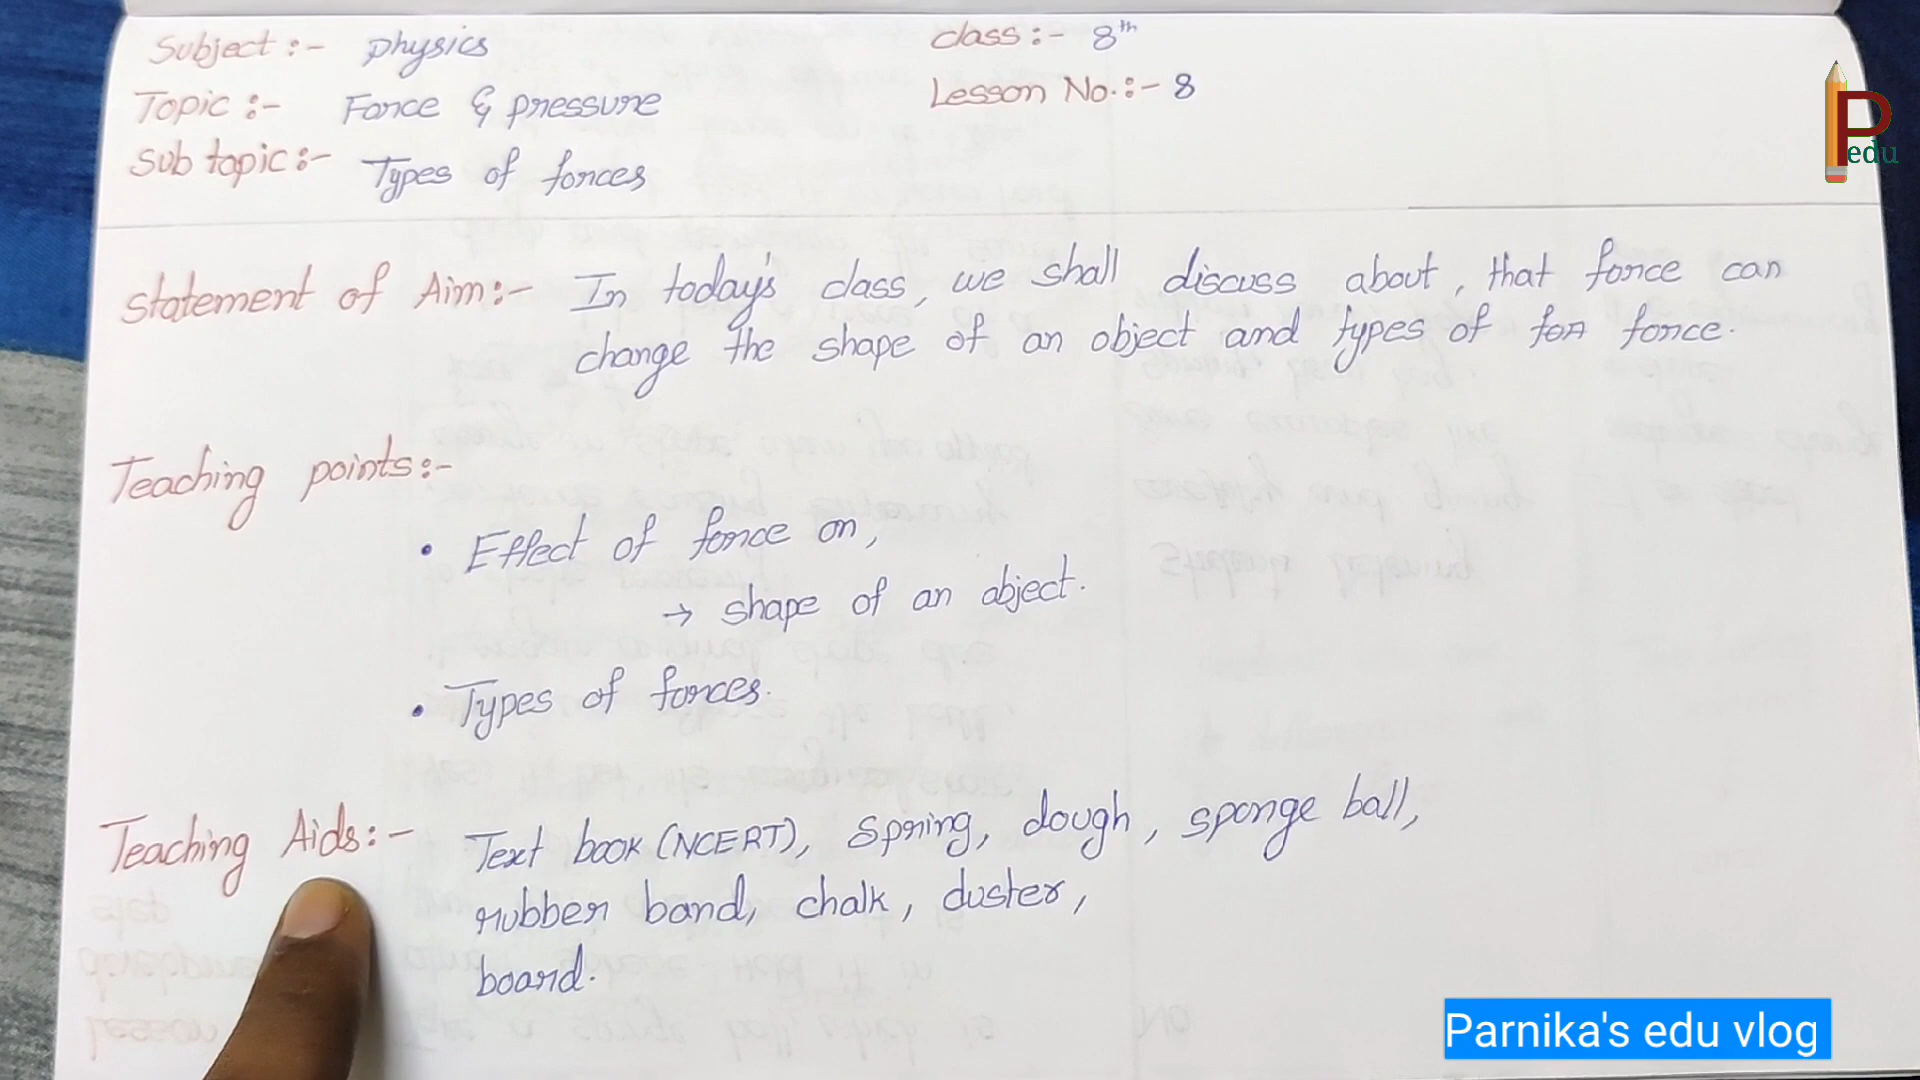 Subject :- physics
class :- 8th
Topic :- Force & pressure
Lesson No. :- 8
Sub topic :- Types of forces
P
edu
Statement of Aim :- In today's class, we shall discuss about, that force can
change the shape of an object and types of for force.
Teaching points :-
• Effect of force on,
→ shape of an object.
• Types of forces.
Teaching Aids :- Text book (NCERT), Spring, dough, sponge ball,
rubber band, chalk, duster,
board.
Parnika's edu vlog